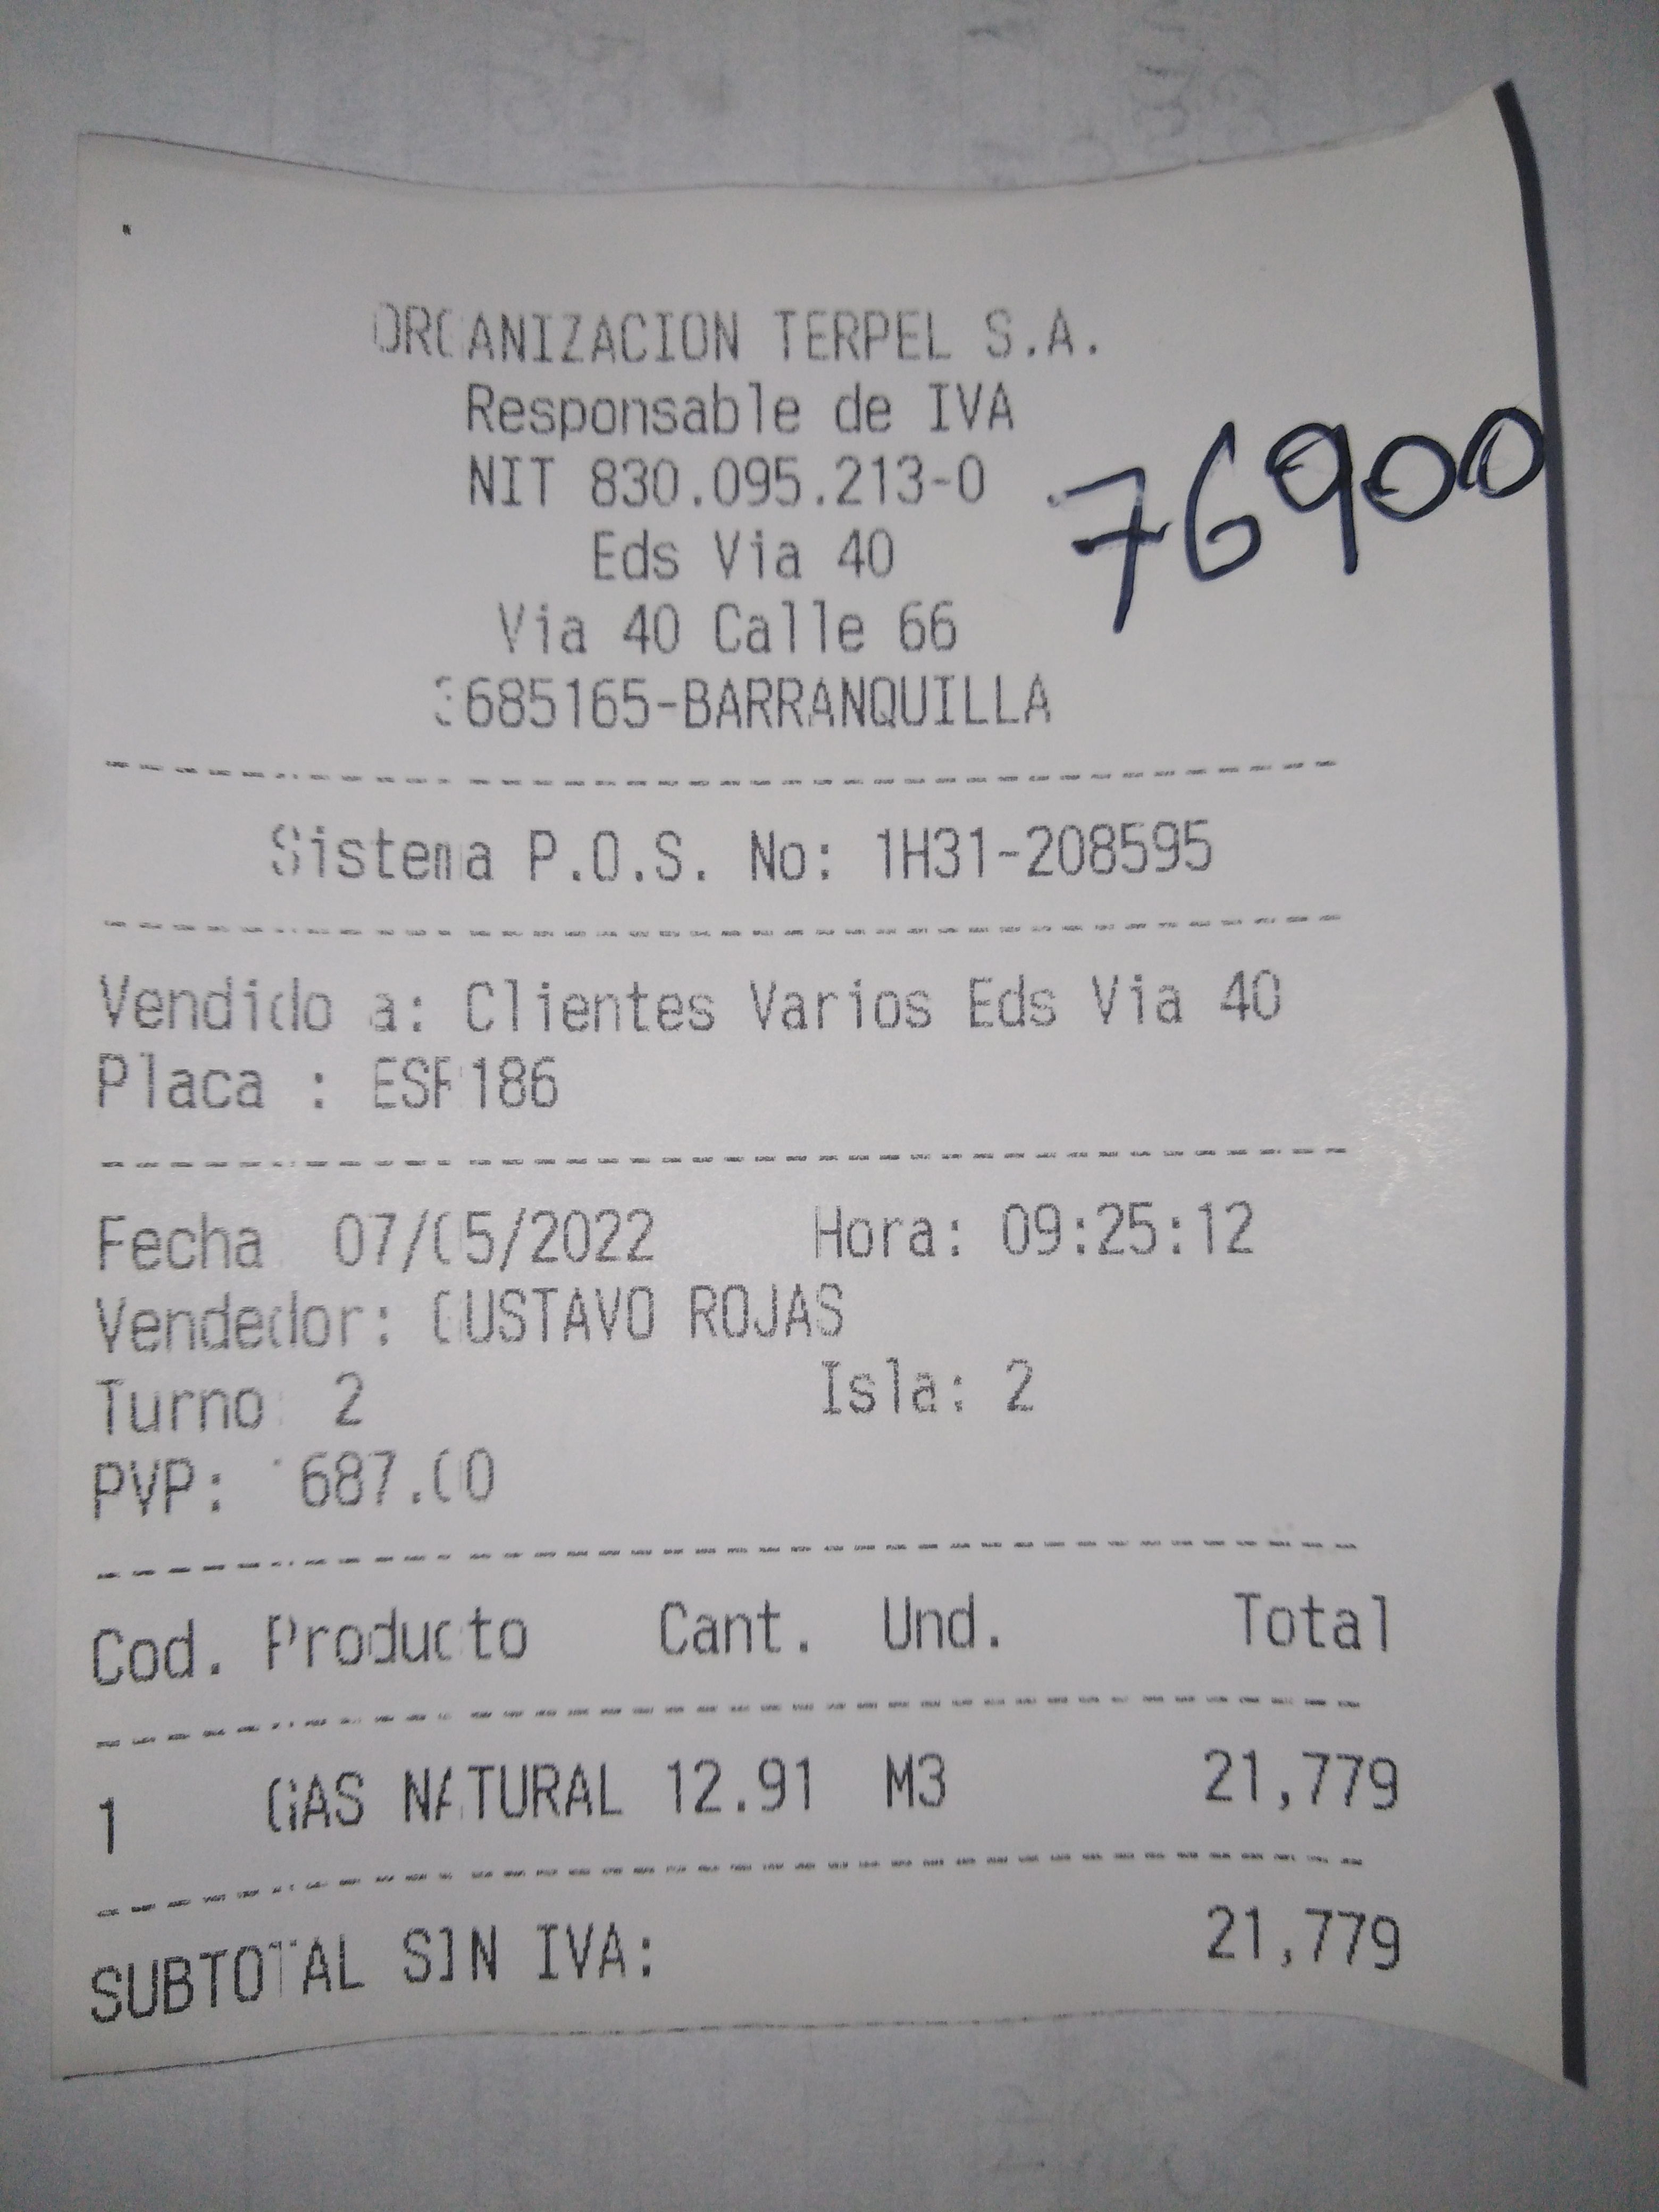 ORGANIZACION TERPEL S.A.
Responsable de IVA
NIT 830.095.213-0
76900
Eds Via 40
Via 40 Calle 66
3685165-BARRANQUILLA
Sistema P.O.S. No: 1H31-208595
Vendido a: Clientes Varios Eds Via 40
Placa :
Fecha 07/05/2022 Hora: 09:25:12
Vendedor: GUSTAVO ROJAS
Turno: 2 Isla: 2
PVP: 1687.00
Cod. Producto Cant. Und. Total
1 GAS NATURAL 12.91 M3 21,779
SUBTOTAL SIN IVA: 21,779